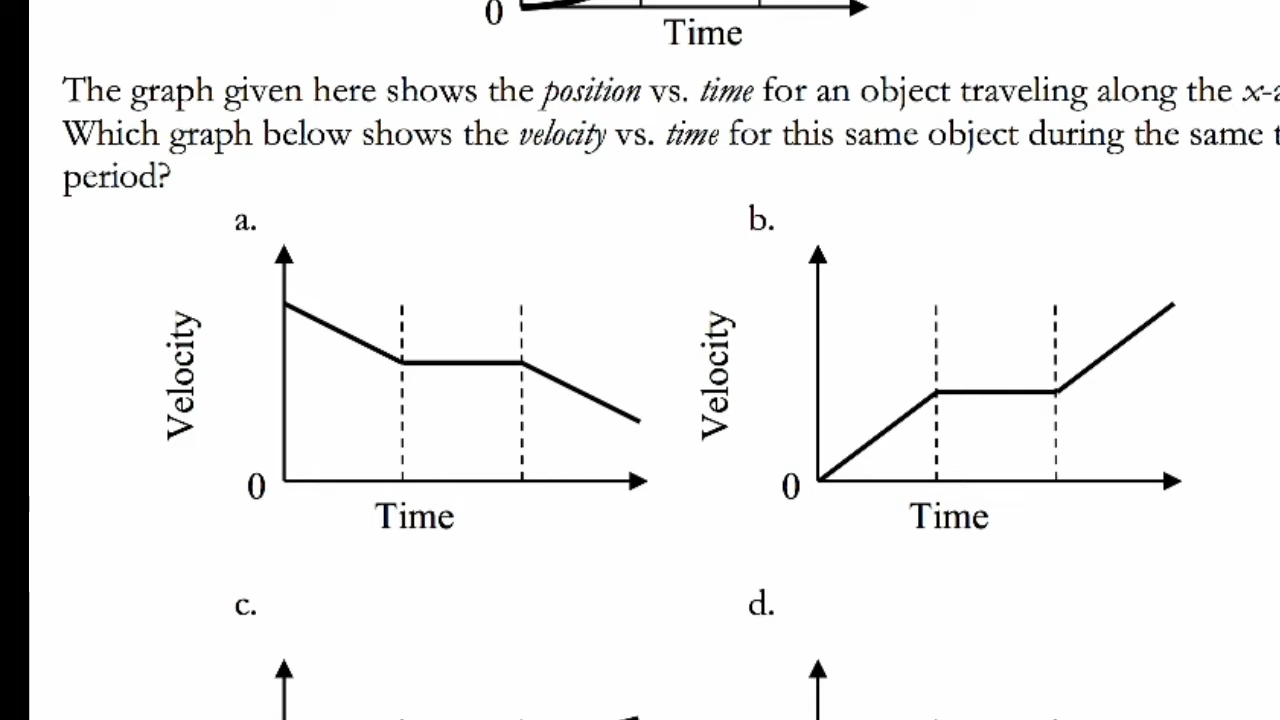 0
Time
The graph given here shows the position vs. time for an object traveling along the x-
Which graph below shows the velocity vs. time for this same object during the same
period?
a.
b.
Velocity
Velocity
0
0
Time
Time
c.
d.